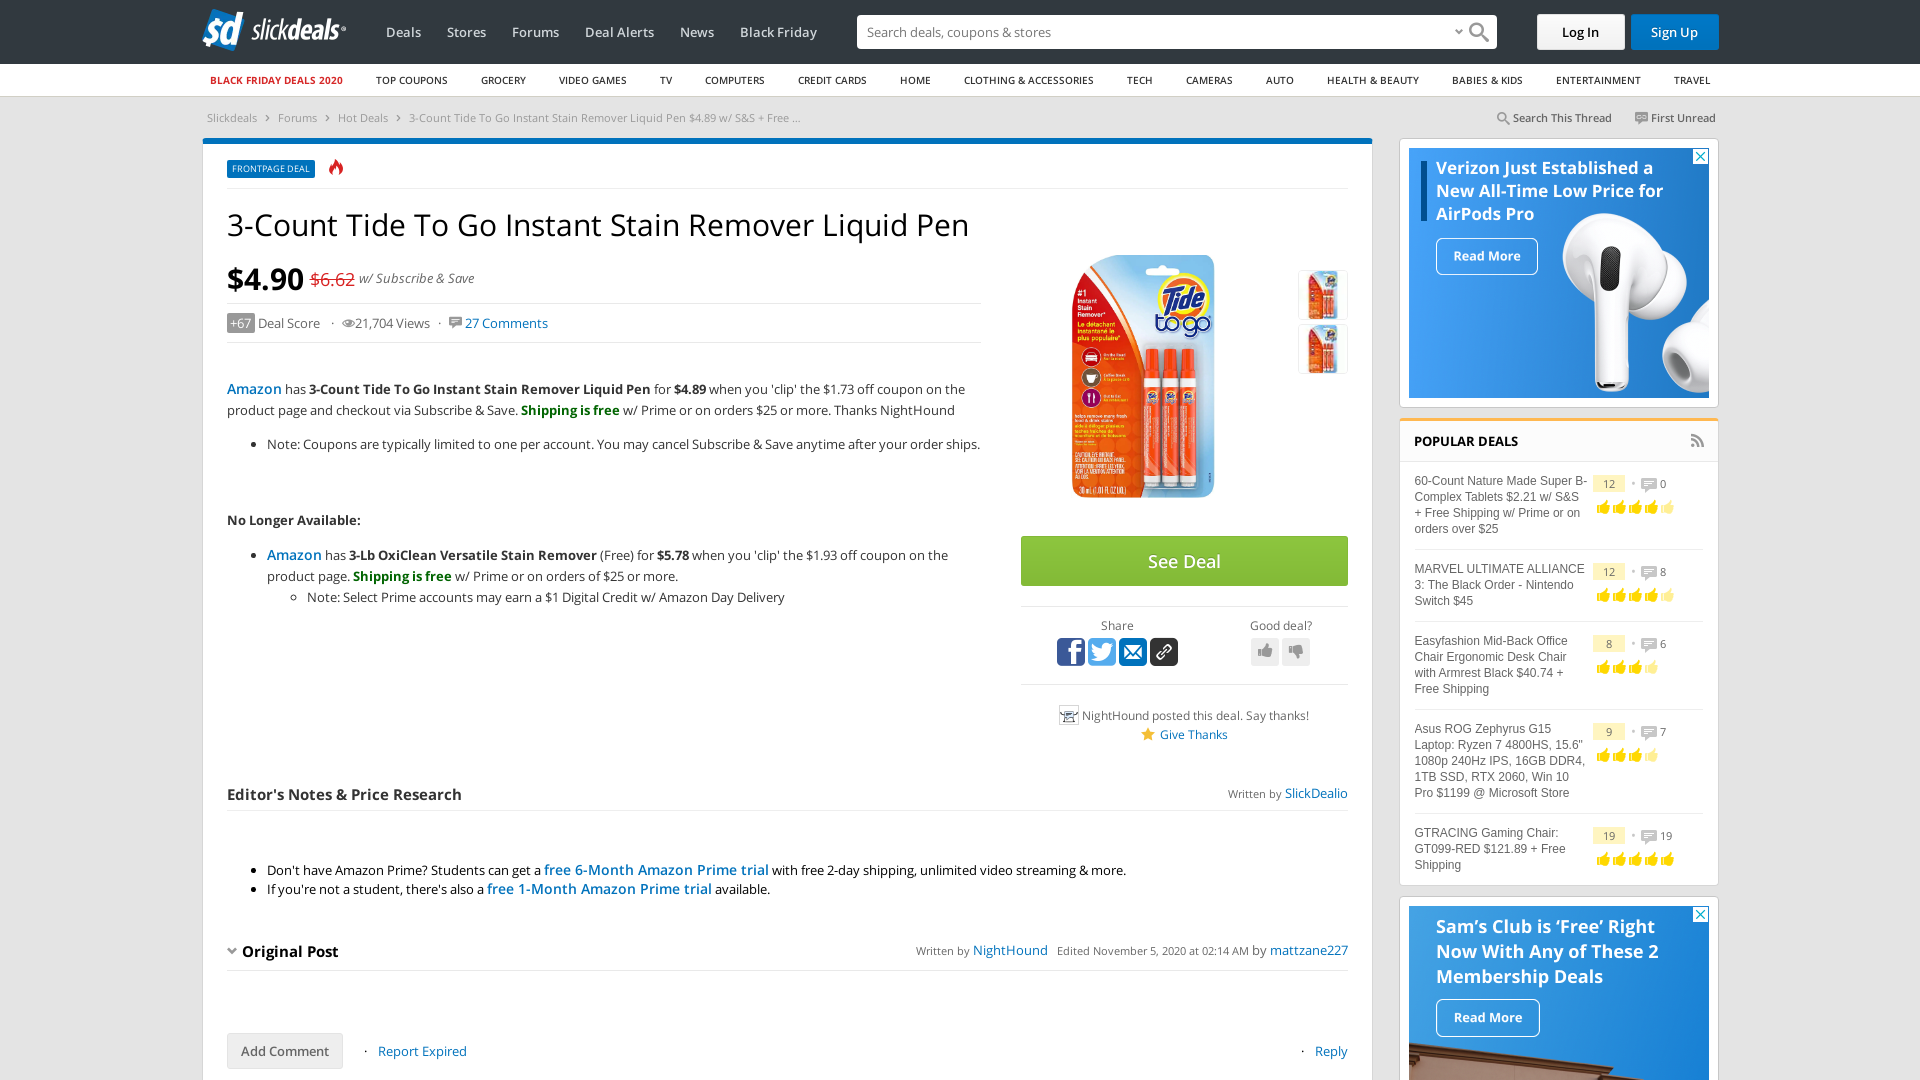 slickdeals
Deals Stores Forums Deal Alerts News Black Friday
Search deals, coupons & stores
Log In
Sign Up
BLACK FRIDAY DEALS 2020 TOP COUPONS GROCERY VIDEO GAMES TV COMPUTERS CREDIT CARDS HOME CLOTHING & ACCESSORIES TECH CAMERAS AUTO HEALTH & BEAUTY BABIES & KIDS ENTERTAINMENT TRAVEL
Slickdeals > Forums > Hot Deals > 3-Count Tide To Go Instant Stain Remover Liquid Pen $4.89 w/ S&S + Free ...
Search This Thread First Unread
FRONTPAGE DEAL
3-Count Tide To Go Instant Stain Remover Liquid Pen
$4.90 $6.62 w/ Subscribe & Save
+67 Deal Score · 21,704 Views · 27 Comments
Amazon has 3-Count Tide To Go Instant Stain Remover Liquid Pen for $4.89 when you 'clip' the $1.73 off coupon on the
product page and checkout via Subscribe & Save. Shipping is free w/ Prime or on orders $25 or more. Thanks NightHound
Note: Coupons are typically limited to one per account. You may cancel Subscribe & Save anytime after your order ships.
No Longer Available:
Amazon has 3-Lb OxiClean Versatile Stain Remover (Free) for $5.78 when you 'clip' the $1.93 off coupon on the
product page. Shipping is free w/ Prime or on orders of $25 or more.
Note: Select Prime accounts may earn a $1 Digital Credit w/ Amazon Day Delivery
#1
Instant
Stain
Remover*
Le détachant
instantané le
plus populaire*
Tide
to go
See Deal
Share
Good deal?
NightHound posted this deal. Say thanks!
Give Thanks
Editor's Notes & Price Research
Written by SlickDealio
Don't have Amazon Prime? Students can get a free 6-Month Amazon Prime trial with free 2-day shipping, unlimited video streaming & more.
If you're not a student, there's also a free 1-Month Amazon Prime trial available.
Original Post
Written by NightHound Edited November 5, 2020 at 02:14 AM by mattzane227
Add Comment · Report Expired
· Reply
Verizon Just Established a
New All-Time Low Price for
AirPods Pro
Read More
POPULAR DEALS
60-Count Nature Made Super B-
Complex Tablets $2.21 w/ S&S
+ Free Shipping w/ Prime or on
orders over $25
12 • 0
MARVEL ULTIMATE ALLIANCE
3: The Black Order - Nintendo
Switch $45
12 • 8
Easyfashion Mid-Back Office
Chair Ergonomic Desk Chair
with Armrest Black $40.74 +
Free Shipping
8 • 6
Asus ROG Zephyrus G15
Laptop: Ryzen 7 4800HS, 15.6"
1080p 240Hz IPS, 16GB DDR4,
1TB SSD, RTX 2060, Win 10
Pro $1199 @ Microsoft Store
9 • 7
GTRACING Gaming Chair:
GT099-RED $121.89 + Free
Shipping
19 • 19
Sam's Club is 'Free' Right
Now With Any of These 2
Membership Deals
Read More